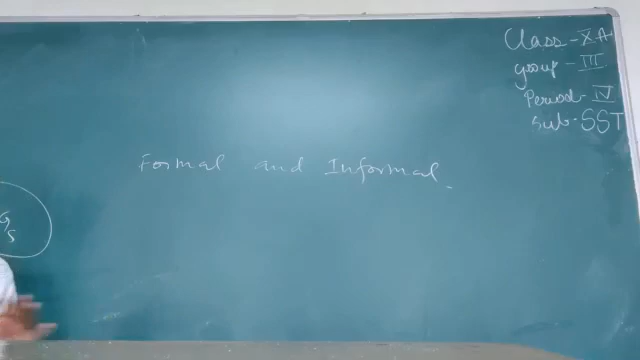 Class - X A
group - III
Period - IV
Sub - SST
Formal and Informal